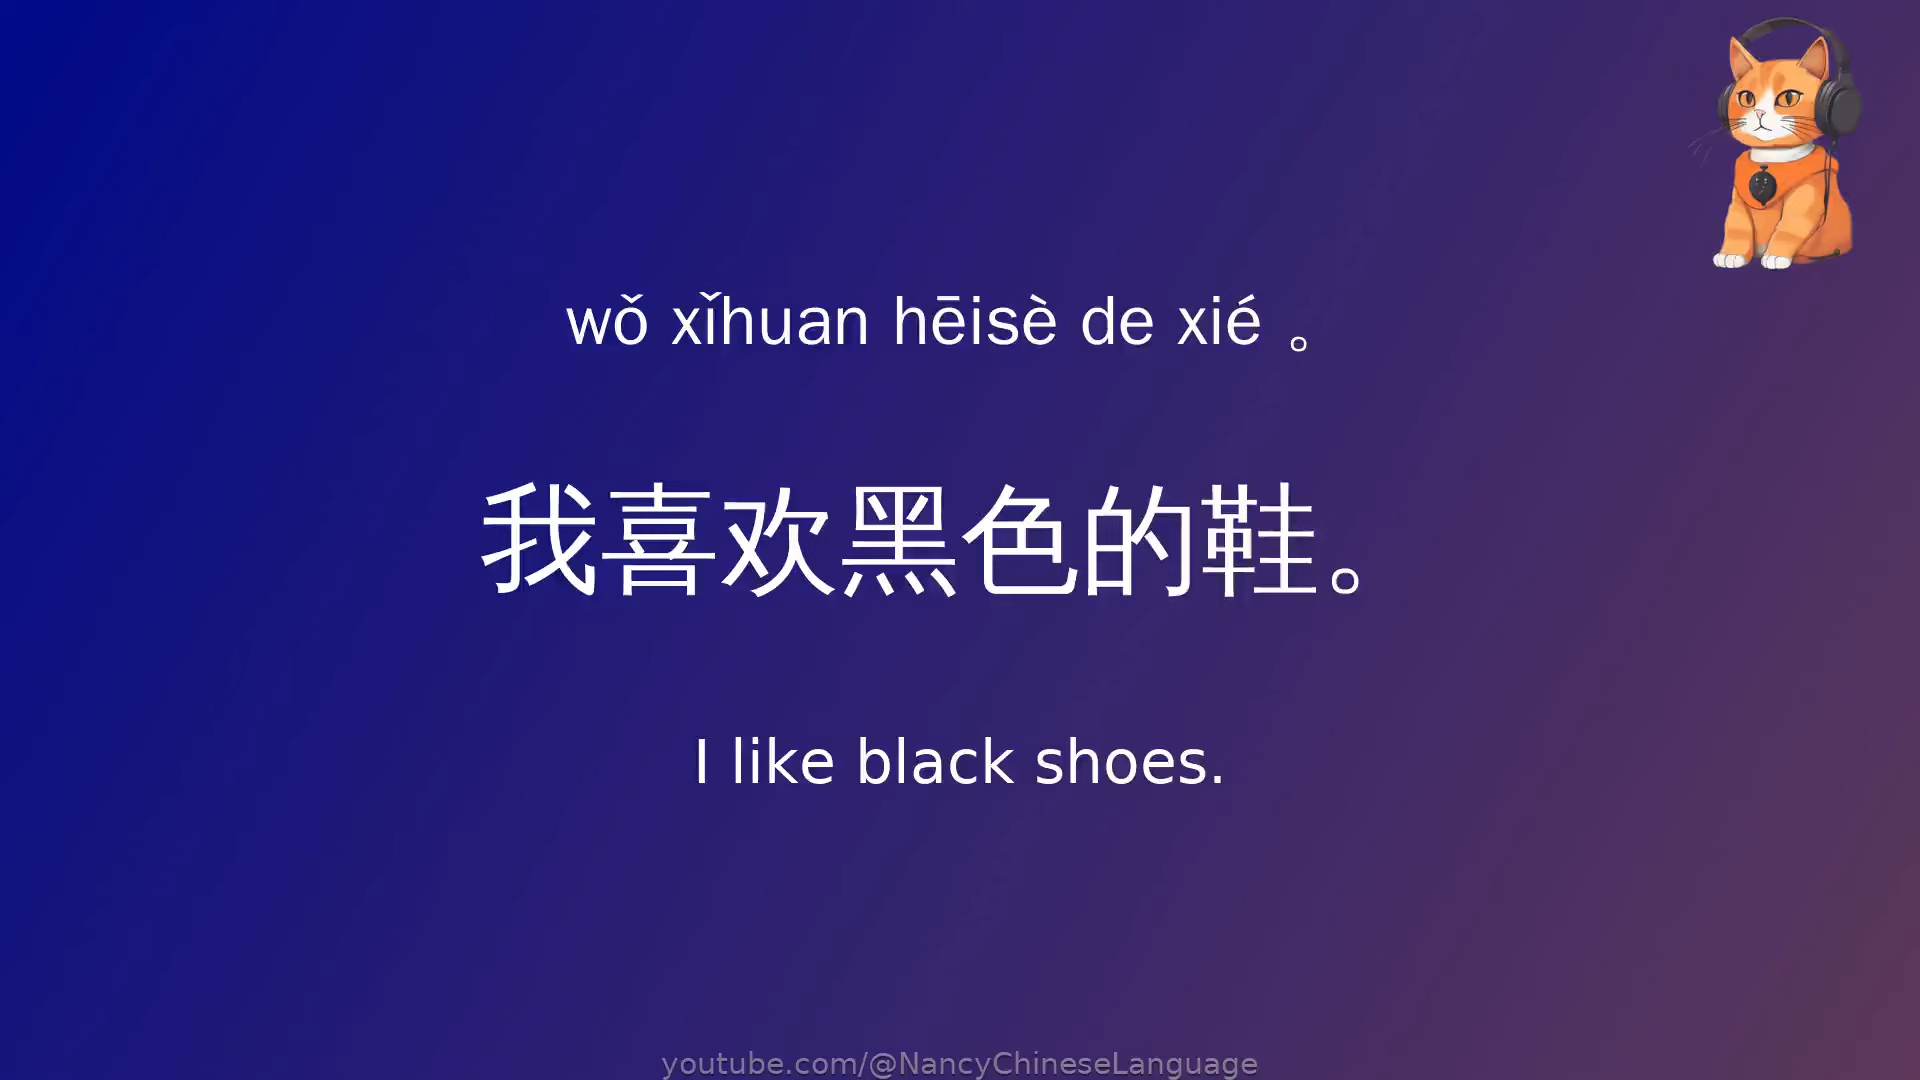 wǒ xǐhuan hēisè de xié 。
我喜欢黑色的鞋。
I like black shoes.
youtube.com/@NancyChineseLanguage